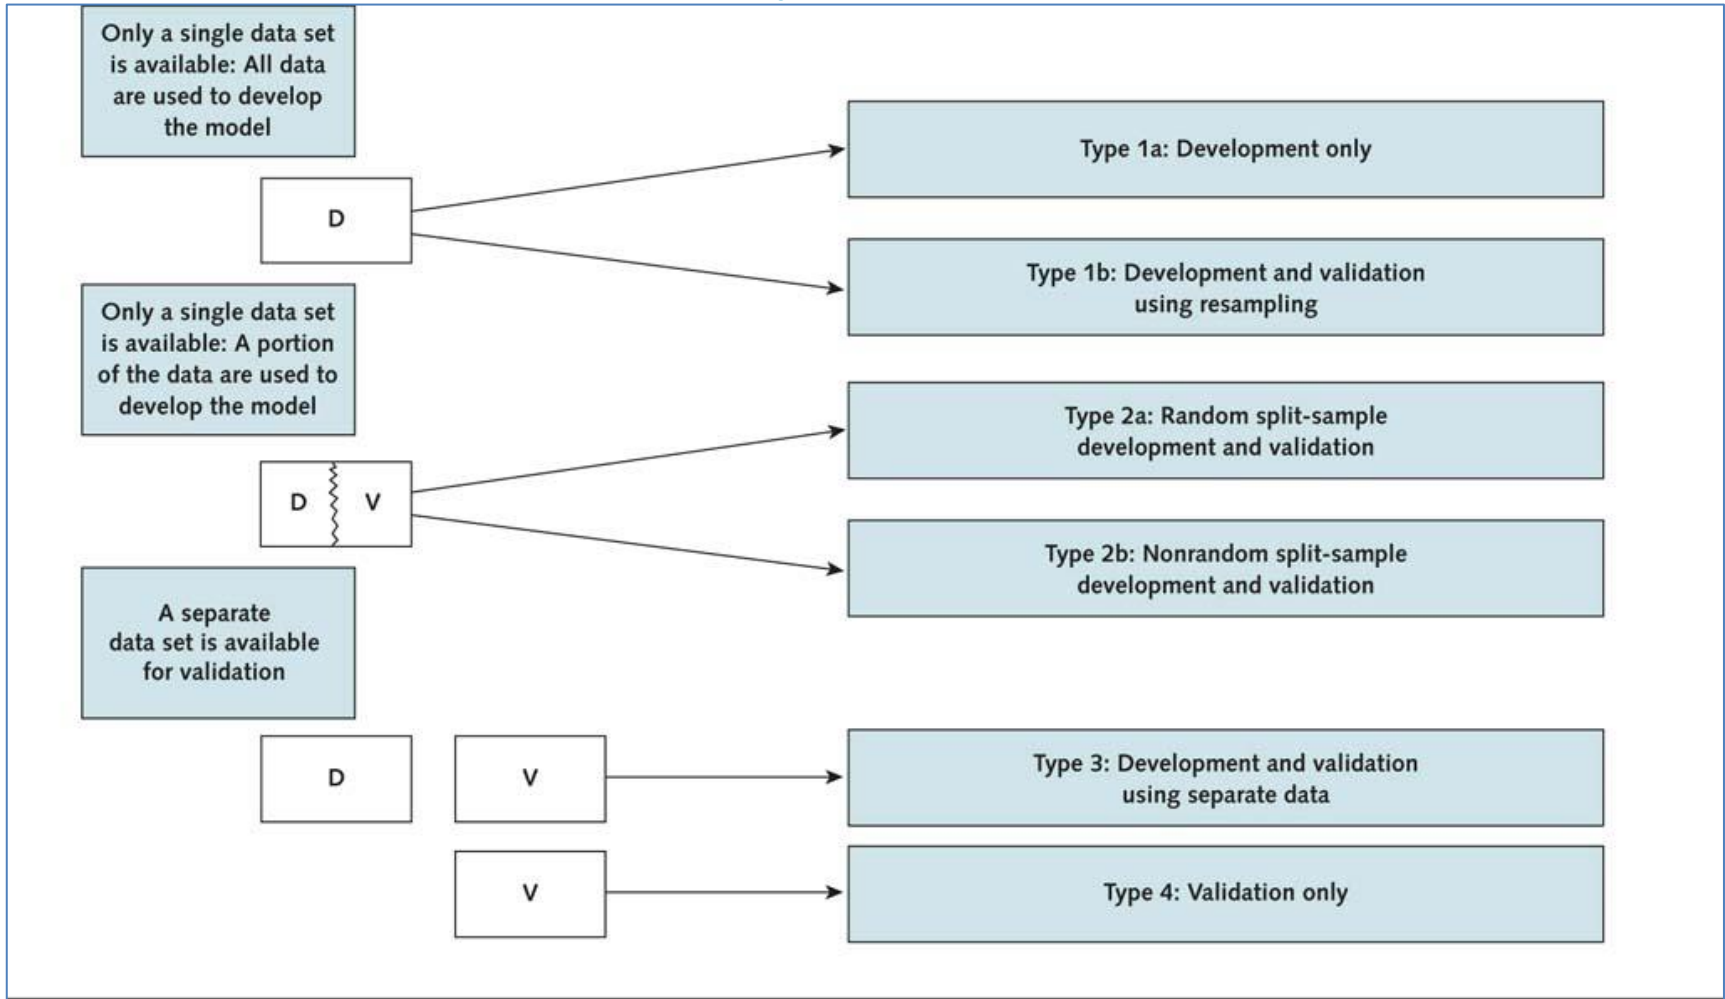 Only a single data set
is available: All data
are used to develop
the model
D
Type 1a: Development only
Type 1b: Development and validation
using resampling
Only a single data set
is available: A portion
of the data are used to
develop the model
D V
Type 2a: Random split-sample
development and validation
Type 2b: Nonrandom split-sample
development and validation
A separate
data set is available
for validation
D
V
Type 3: Development and validation
using separate data
V
Type 4: Validation only